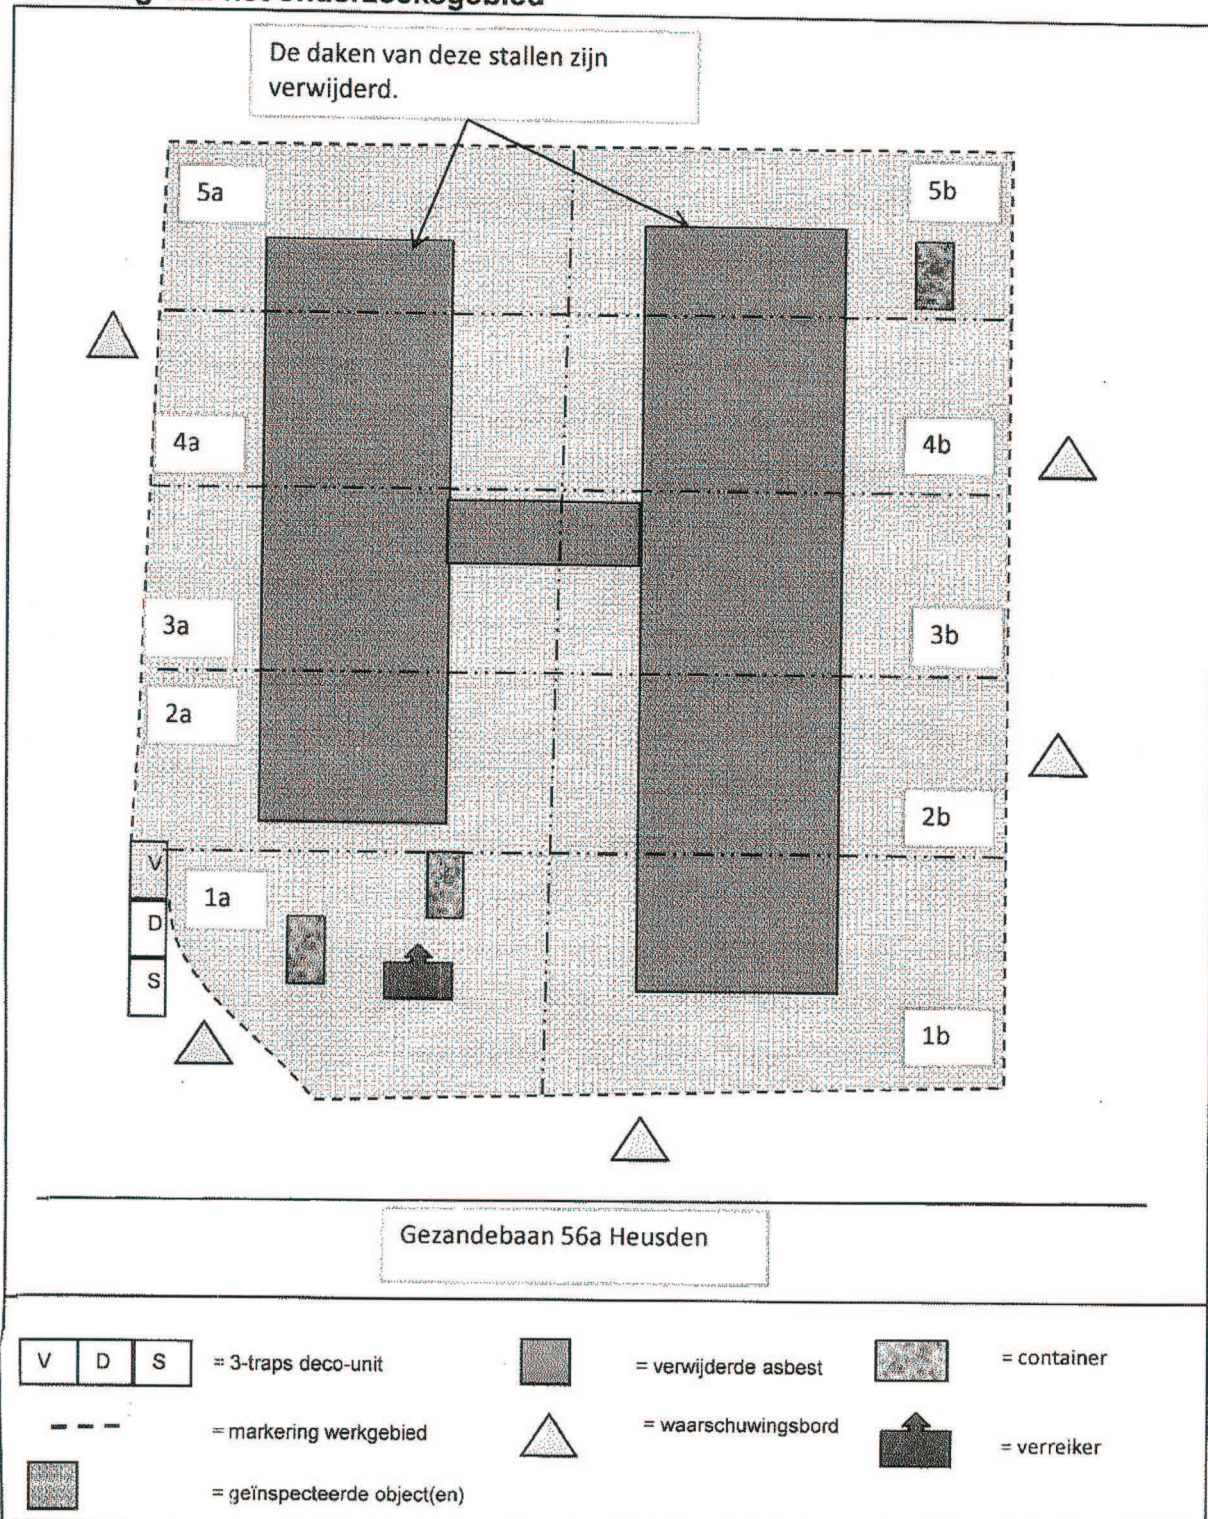 De daken van deze stallen zijn
verwijderd.
5a
5b
4a
4b
3a
3b
2a
2b
V
1a
D
S
1b
Gezandebaan 56a Heusden
V D S = 3-traps deco-unit
= verwijderde asbest
= container
= markering werkgebied
= waarschuwingsbord
= verreiker
= geïnspecteerde object(en)